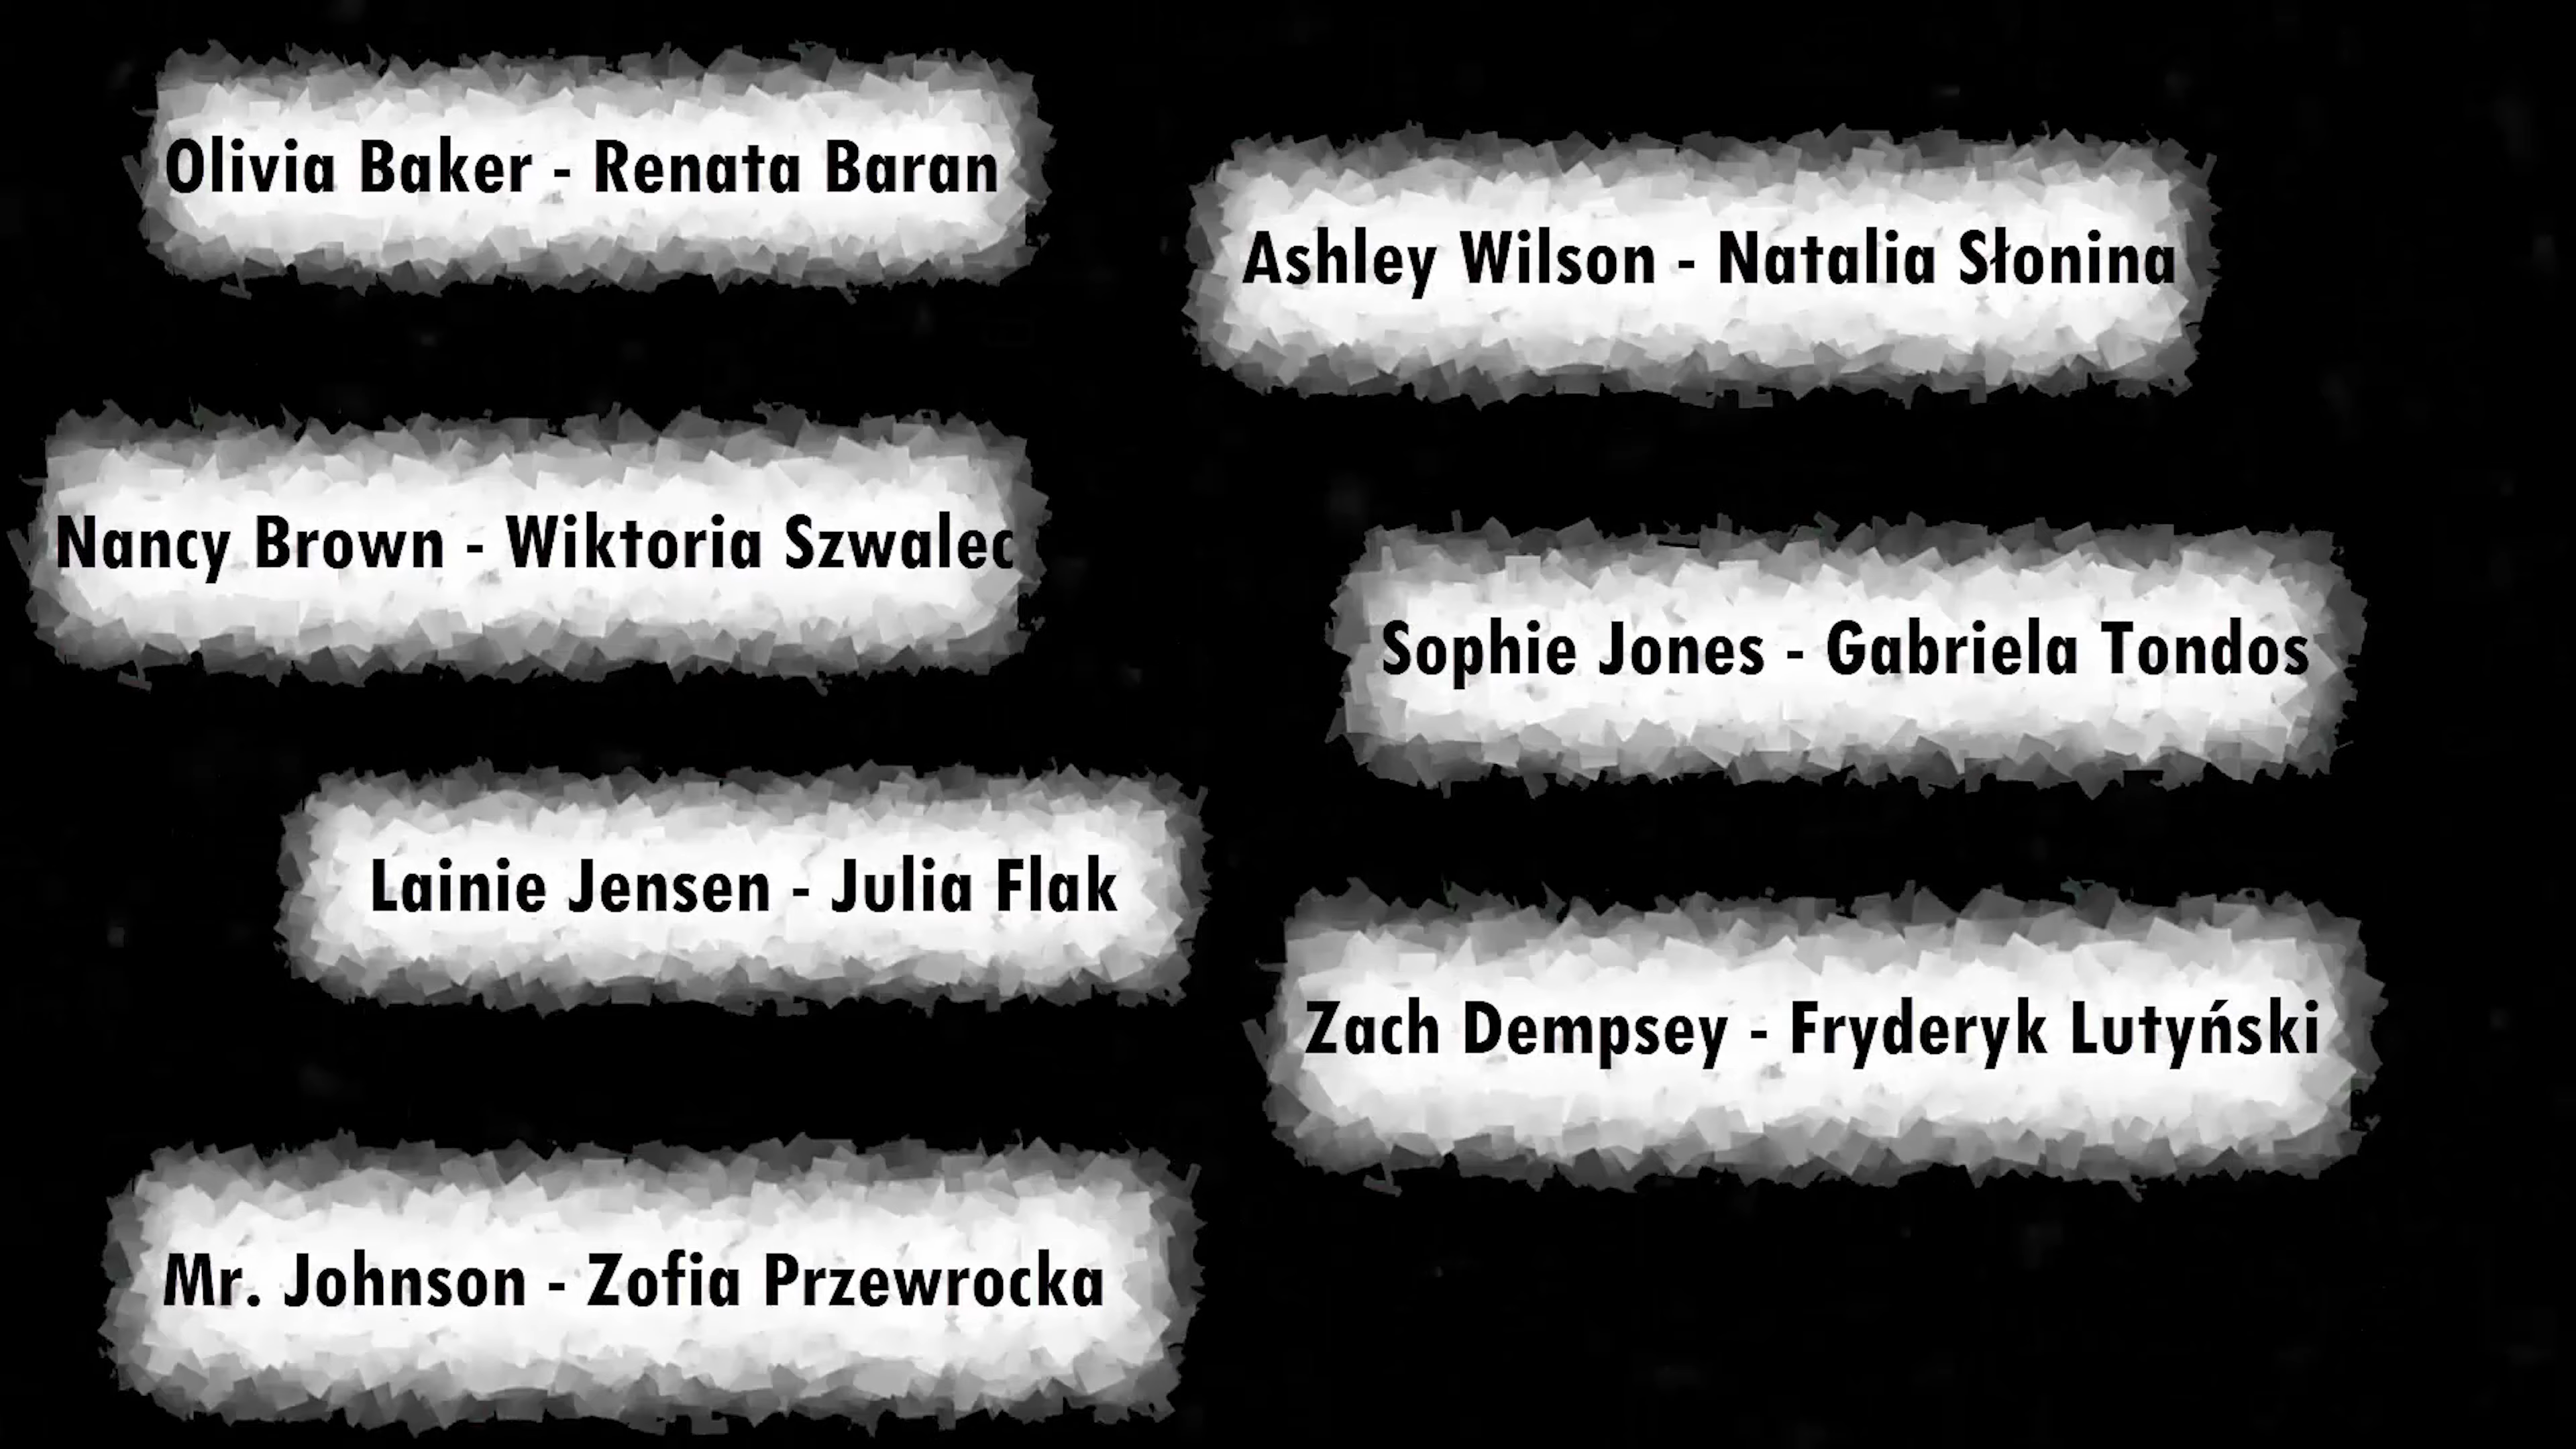 Olivia Baker - Renata Baran
Ashley Wilson - Natalia Słonina
Nancy Brown - Wiktoria Szwalec
Sophie Jones - Gabriela Tondos
Lainie Jensen - Julia Flak
Zach Dempsey - Fryderyk Lutyński
Mr. Johnson - Zofia Przewrocka